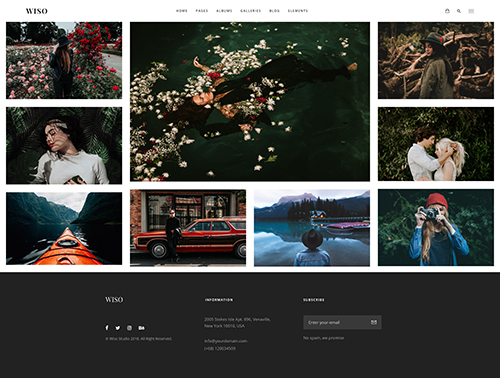 WISO
HOME PAGES ALBUMS GALLERIES BLOG ELEMENTS
WISO
INFORMATION
SUBSCRIBE
2005 Stokes Isle Apt. 896, Venaville,
New York 10010, USA
info@yourdomain.com
(+68) 120034509
Enter your email
No spam, we promise
© Wiso Studio 2018. All Right Reserved.